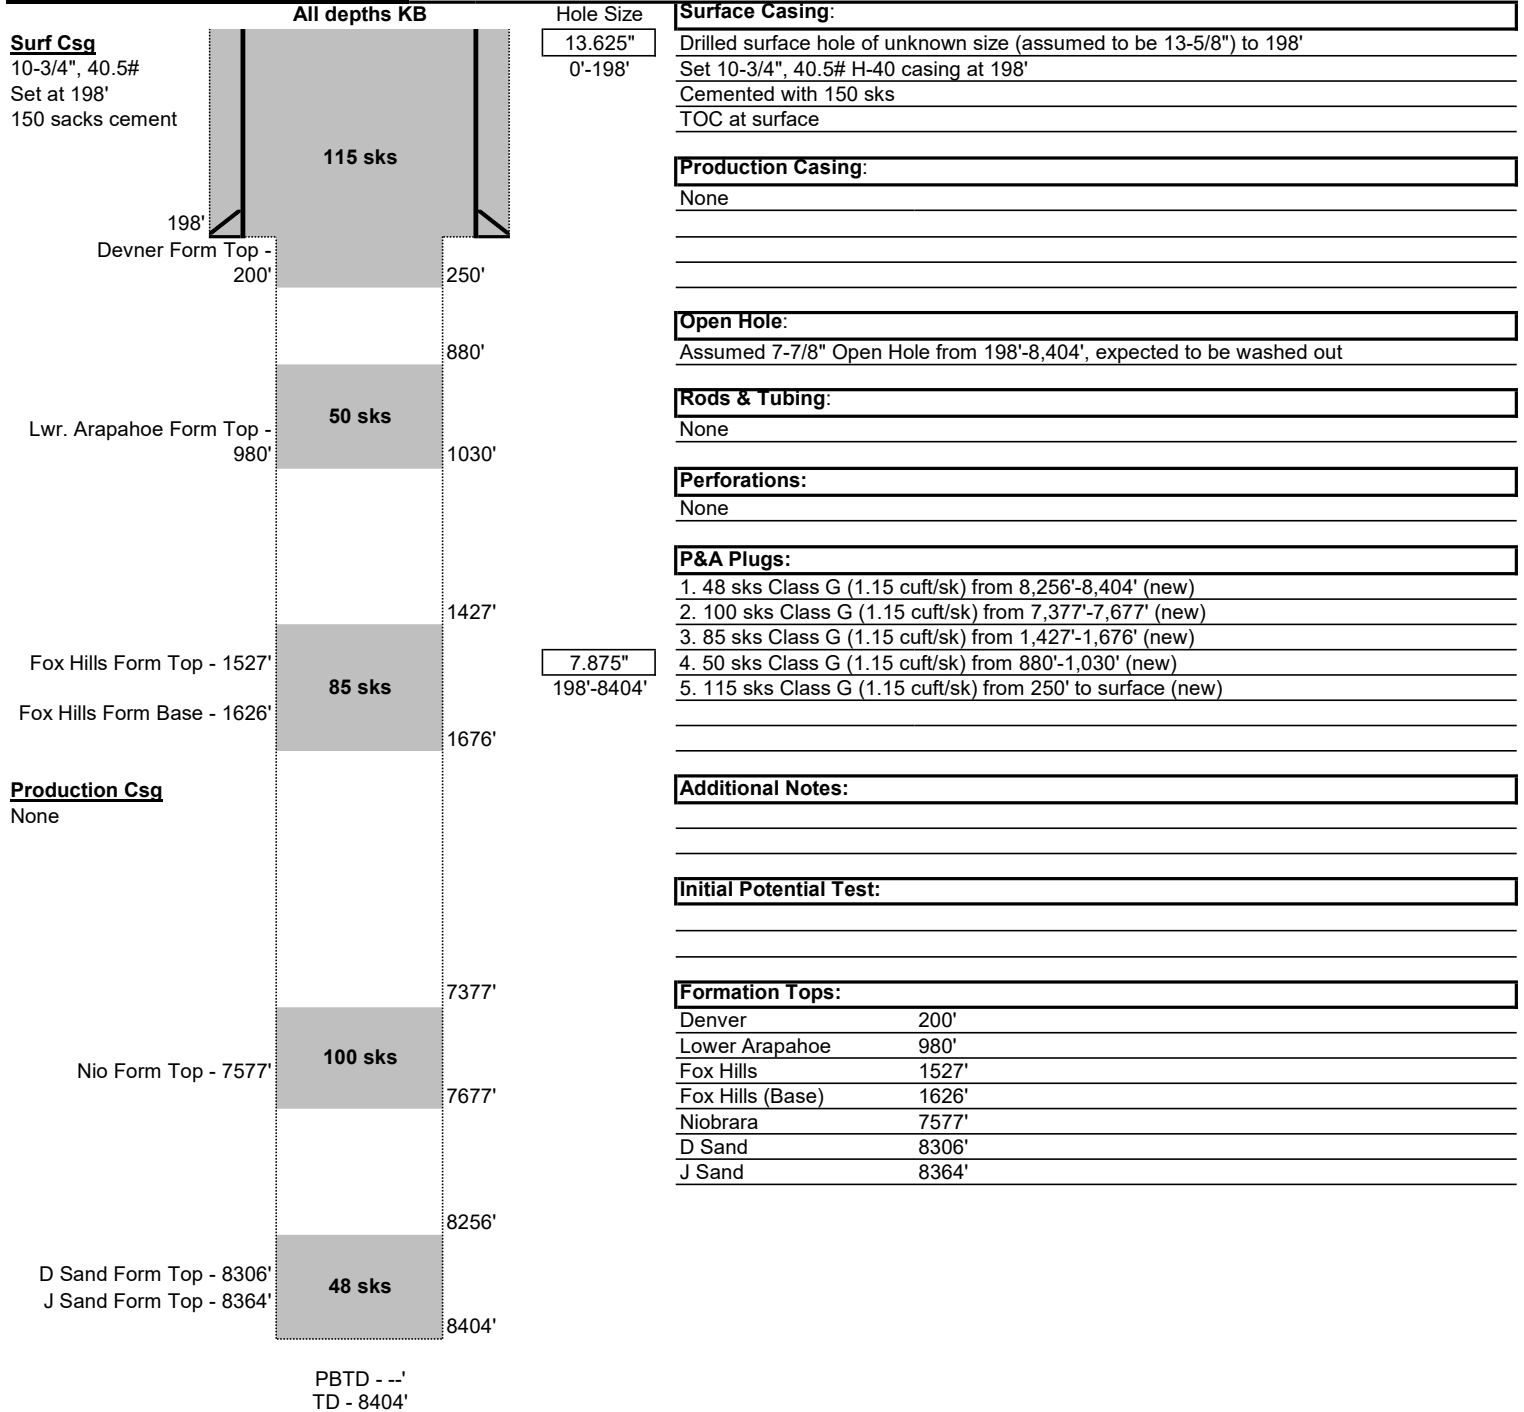 All depths KB
Surf Csg
10-3/4", 40.5#
Set at 198'
150 sacks cement
115 sks
198'
Devner Form Top -
200'
250'
880'
50 sks
Lwr. Arapahoe Form Top -
980'
1030'
1427'
Fox Hills Form Top - 1527'
85 sks
Fox Hills Form Base - 1626'
1676'
Production Csg
None
7377'
100 sks
Nio Form Top - 7577'
7677'
8256'
D Sand Form Top - 8306'
48 sks
J Sand Form Top - 8364'
8404'
PBTD - --'
TD - 8404'
Hole Size
13.625"
0'-198'
7.875"
198'-8404'
Surface Casing:
Drilled surface hole of unknown size (assumed to be 13-5/8") to 198'
Set 10-3/4", 40.5# H-40 casing at 198'
Cemented with 150 sks
TOC at surface
Production Casing:
None
Open Hole:
Assumed 7-7/8" Open Hole from 198'-8,404', expected to be washed out
Rods & Tubing:
None
Perforations:
None
P&A Plugs:
1. 48 sks Class G (1.15 cuft/sk) from 8,256'-8,404' (new)
2. 100 sks Class G (1.15 cuft/sk) from 7,377'-7,677' (new)
3. 85 sks Class G (1.15 cuft/sk) from 1,427'-1,676' (new)
4. 50 sks Class G (1.15 cuft/sk) from 880'-1,030' (new)
5. 115 sks Class G (1.15 cuft/sk) from 250' to surface (new)
Additional Notes:
Initial Potential Test:
Formation Tops:
Denver 200'
Lower Arapahoe 980'
Fox Hills 1527'
Fox Hills (Base) 1626'
Niobrara 7577'
D Sand 8306'
J Sand 8364'